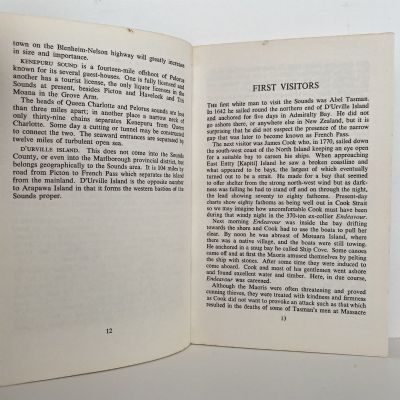 town on the Blenheim-Nelson highway will greatly increase
in size and importance.
KENEPURU SOUND is a fourteen-mile offshoot of Pelorus
known for its several guest-houses. One is fully licensed and
another has a tourist license, the only liquor licenses in the
Sounds at present, besides Picton and Havelock and Tira
Moana in the Grove Arm.
The heads of Queen Charlotte and Pelorus sounds are less
than three miles apart; in another place a narrow neck of
only thirty-nine chains separates Kenepuru from Queen
Charlotte. Some day a cutting or tunnel may be constructed
to connect the two. The seaward entrances are separated by
twelve miles of turbulent open sea.
D'URVILLE ISLAND. This does not come into the Sounds
County, or even into the Marlborough provincial district, but
belongs geographically to the Sounds area. It is 104 miles by
road from Picton to French Pass which separates the island
from the mainland. D'Urville Island is the opposite number
to Arapawa Island in that it forms the western bastion of the
Sounds proper.
12
FIRST VISITORS
THE first white man to visit the Sounds was Abel Tasman.
In 1642 he sailed round the northern end of D'Urville Island
and anchored for five days in Admiralty Bay. He did not
go ashore there, or anywhere else in New Zealand, but it is
surprising that he did not suspect the presence of the narrow
gap that has become known as French Pass.
The next visitor was James Cook who, in 1770, sailed down
the south-west coast of the North Island keeping an eye open
for a suitable bay to careen his ships. When approaching
Entry [Kapiti] Island he saw a broken coastline and
what appeared to be bays, the largest of which eventually
turned out to be a strait. He made for a bay that seemed
to offer shelter from the strong north-west wind but as dark-
ness was falling he had to stand off and on through the night,
the lead showing seventy to eighty fathoms. Present-day
charts show eighty fathoms as being well out in Cook Strait
so we may imagine how uncomfortable Cook must have been
during that windy night in the 370-ton ex-collier Endeavour.
Next morning Endeavour was inside the bay drifting
towards the shore and Cook had to use the boats to pull her
clear. By noon he was abreast of Motuara Island, where
there was a native village, and the boats were still towing.
He anchored in a snug bay he called Ship Cove. Some canoes
came off and at first the Maoris amused themselves by pelting
the ship with stones. After some time they were induced to
come aboard. Cook and most of his gentlemen went ashore
and found excellent water and timber. Here, in due course,
Endeavour was careened.
Although the Maoris were often threatening and proved
cunning thieves, they were treated with kindness and firmness
as Cook did not want to provoke an attack such as that which
resulted in the deaths of some of Tasman's men at Massacre
13